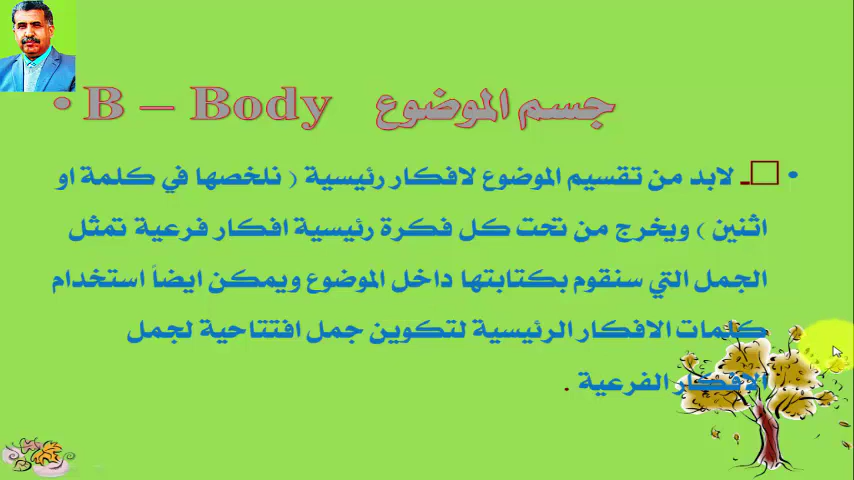 • B – Body جسم الموضوع
• □ـ لابد من تقسيم الموضوع لافكار رئيسية ( نلخصها في كلمة او
اثنين ) ويخرج من تحت كل فكرة رئيسية افكار فرعية تمثل
الجمل التي سنقوم بكتابتها داخل الموضوع ويمكن ايضاً استخدام
كلمات الافكار الرئيسية لتكوين جمل افتتاحية لجمل
الافكار الفرعية .